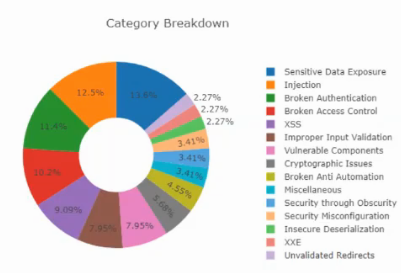 Category Breakdown
12.5%
13.6%
2.27%
2.27%
2.27%
3.41%
3.41%
3.41%
4.55%
5.68%
7.95%
7.95%
9.09%
10.2%
11.4%
Sensitive Data Exposure
Injection
Broken Authentication
Broken Access Control
XSS
Improper Input Validation
Vulnerable Components
Cryptographic Issues
Broken Anti Automation
Miscellaneous
Security through Obscurity
Security Misconfiguration
Insecure Deserialization
XXE
Unvalidated Redirects